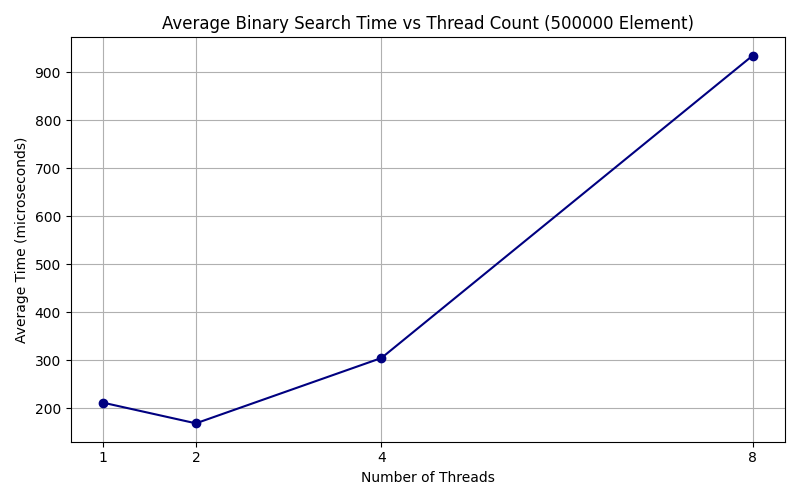 Average Binary Search Time vs Thread Count (500000 Element)
Average Time (microseconds)
900
800
700
600
500
400
300
200
1 2 4 8
Number of Threads